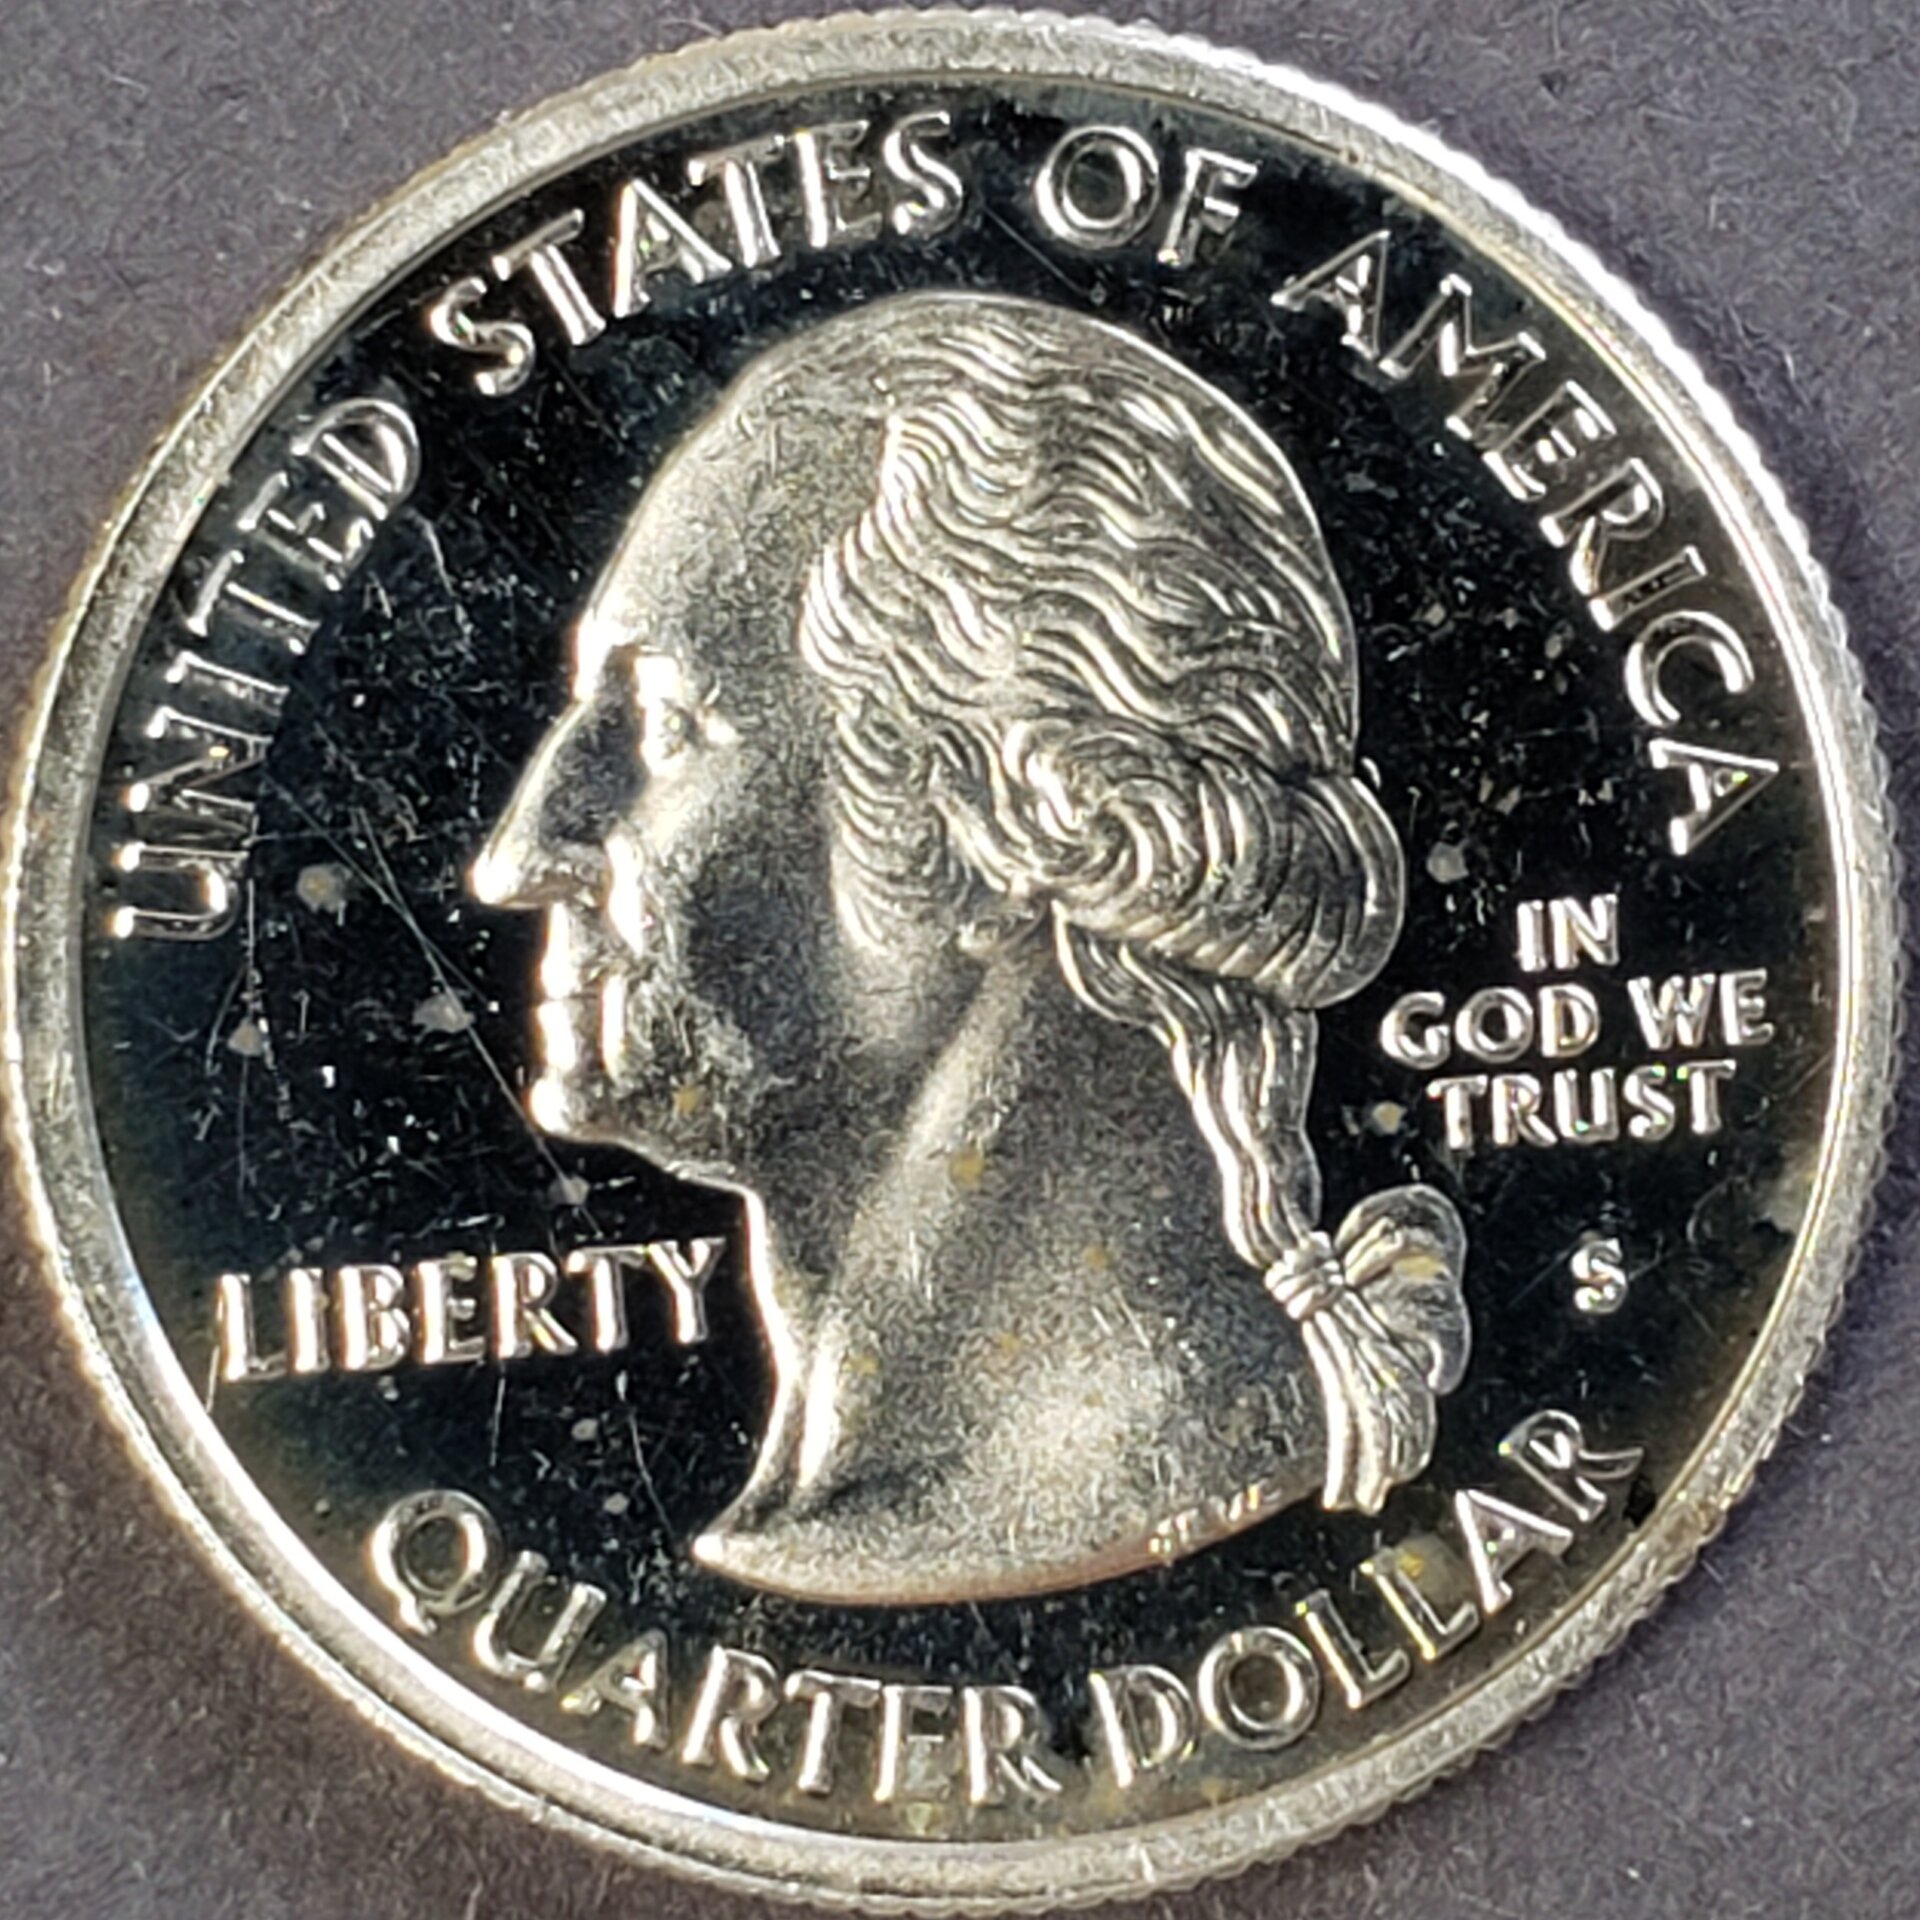 UNITED STATES OF AMERICA
LIBERTY
IN
GOD WE
TRUST
S
QUARTER DOLLAR